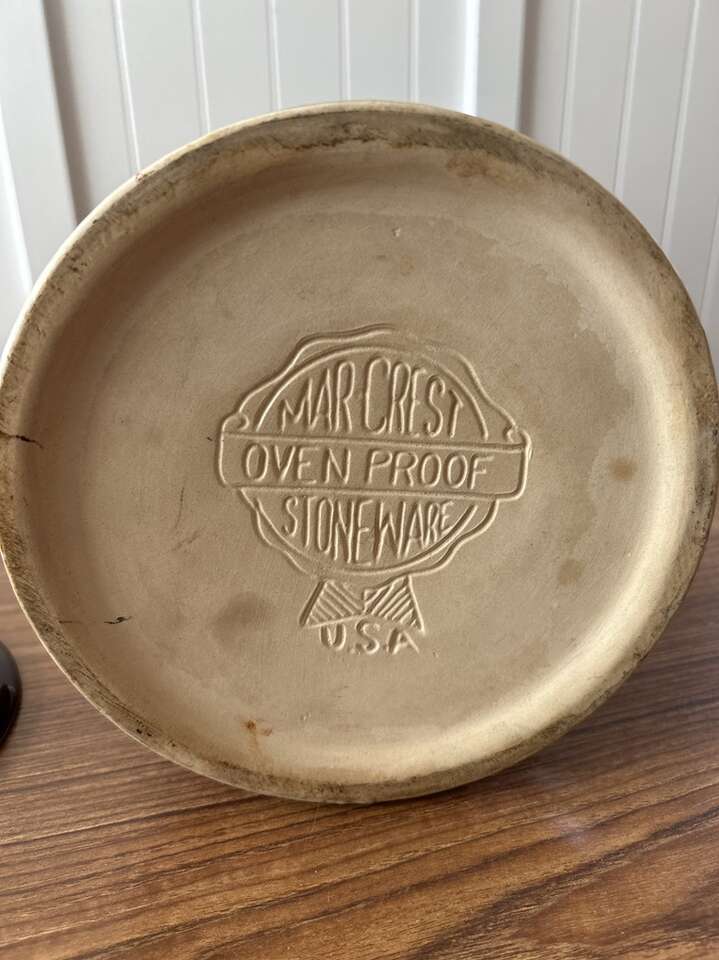 MAR-CREST
OVEN PROOF
STONEWARE
U.S.A